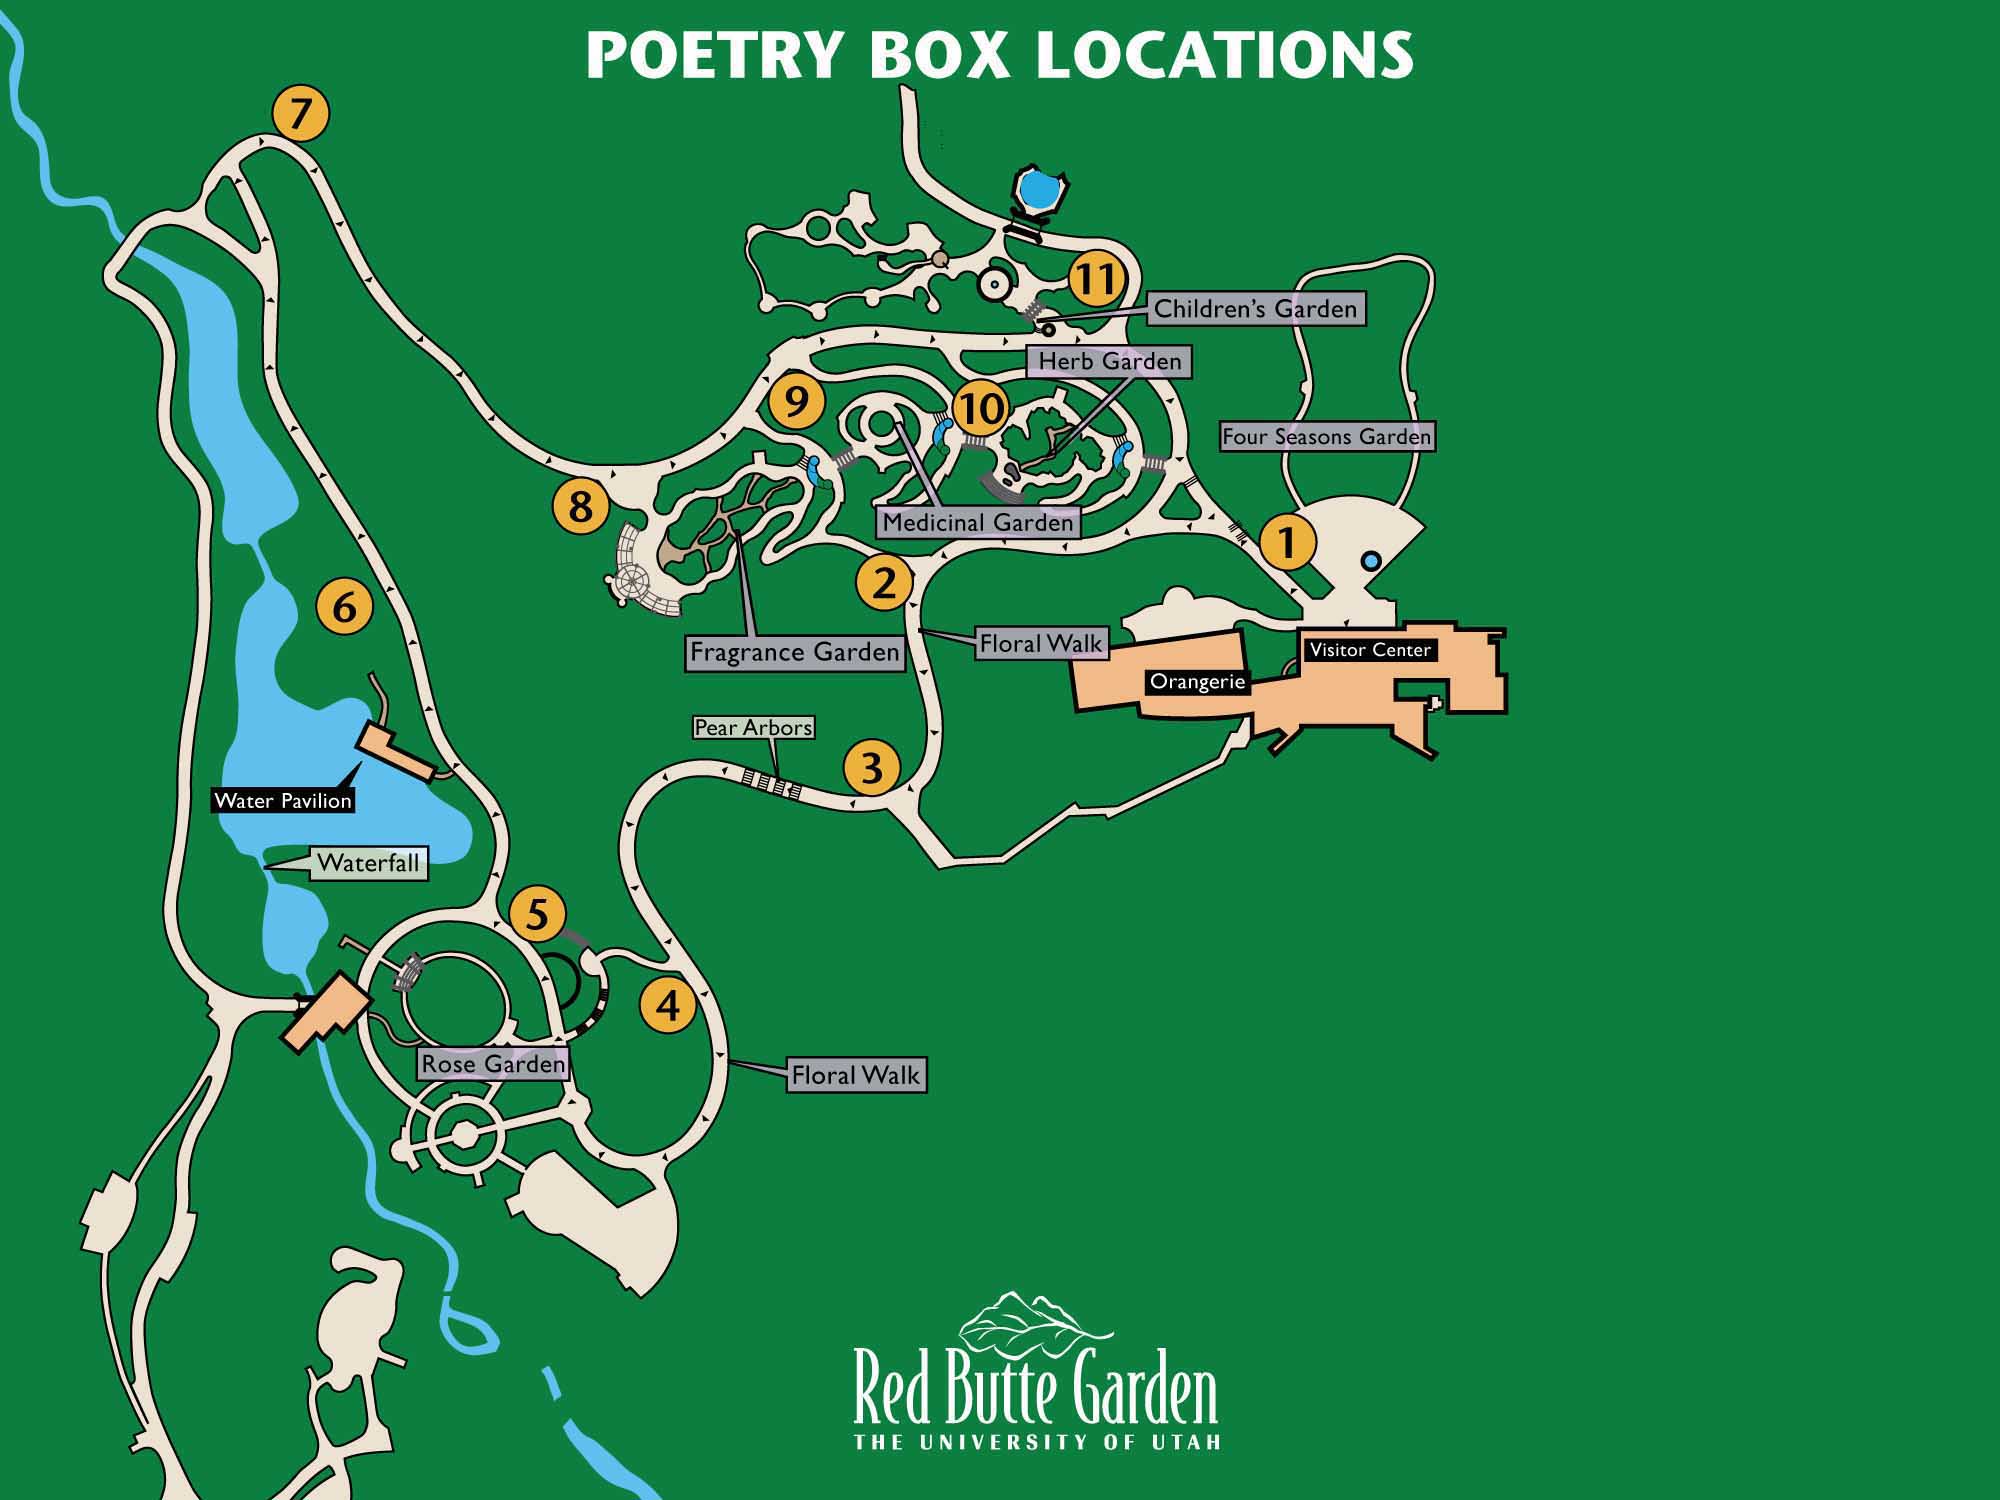 POETRY BOX LOCATIONS
7
11
Children's Garden
Herb Garden
9
10
Four Seasons Garden
8
Medicinal Garden
1
2
6
Fragrance Garden
Floral Walk
Visitor Center
Orangerie
Pear Arbors
3
Water Pavilion
Waterfall
5
4
Rose Garden
Floral Walk
Red Butte Garden
THE UNIVERSITY OF UTAH